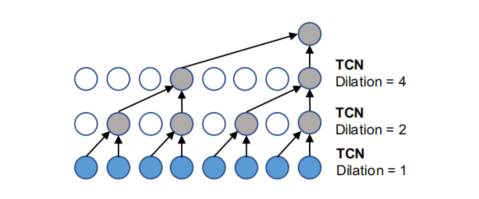 TCN
Dilation = 4
TCN
Dilation = 2
TCN
Dilation = 1